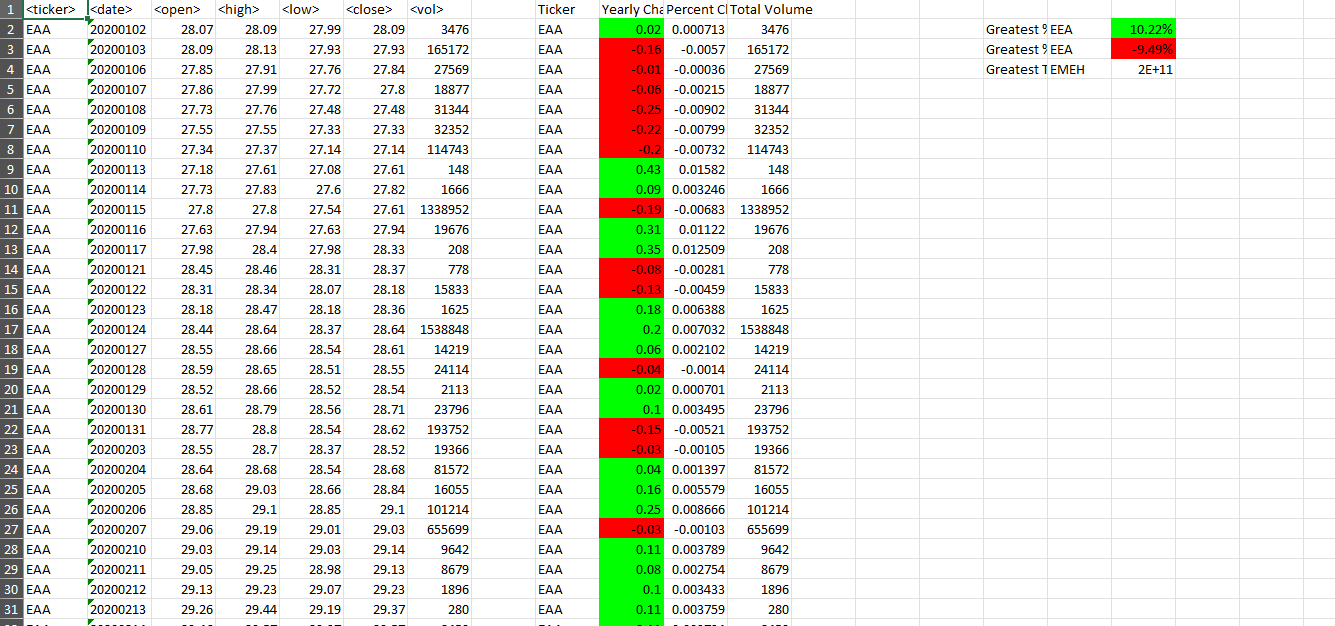 1 <ticker> <date> <open> <high> <low> <close> <vol> Ticker Yearly Cha Percent Cl Total Volume
2 EAA 20200102 28.07 28.09 27.99 28.09 3476 EAA 0.02 0.000713 3476 Greatest % EEA 10.22%
3 EAA 20200103 28.09 28.13 27.93 27.93 165172 EAA -0.16 -0.0057 165172 Greatest % EEA -9.49%
4 EAA 20200106 27.85 27.91 27.76 27.84 27569 EAA -0.01 -0.00036 27569 Greatest T EMEH 2E+11
5 EAA 20200107 27.86 27.99 27.72 27.8 18877 EAA -0.06 -0.00215 18877
6 EAA 20200108 27.73 27.76 27.48 27.48 31344 EAA -0.25 -0.00902 31344
7 EAA 20200109 27.55 27.55 27.33 27.33 32352 EAA -0.22 -0.00799 32352
8 EAA 20200110 27.34 27.37 27.14 27.14 114743 EAA -0.2 -0.00732 114743
9 EAA 20200113 27.18 27.61 27.08 27.61 148 EAA 0.43 0.01582 148
10 EAA 20200114 27.73 27.83 27.6 27.82 1666 EAA 0.09 0.003246 1666
11 EAA 20200115 27.8 27.8 27.54 27.61 1338952 EAA -0.19 -0.00683 1338952
12 EAA 20200116 27.63 27.94 27.63 27.94 19676 EAA 0.31 0.01122 19676
13 EAA 20200117 27.98 28.4 27.98 28.33 208 EAA 0.35 0.012509 208
14 EAA 20200121 28.45 28.46 28.31 28.37 778 EAA -0.08 -0.00281 778
15 EAA 20200122 28.31 28.34 28.07 28.18 15833 EAA -0.13 -0.00459 15833
16 EAA 20200123 28.18 28.47 28.18 28.36 1625 EAA 0.18 0.006388 1625
17 EAA 20200124 28.44 28.64 28.37 28.64 1538848 EAA 0.2 0.007032 1538848
18 EAA 20200127 28.55 28.66 28.54 28.61 14219 EAA 0.06 0.002102 14219
19 EAA 20200128 28.59 28.65 28.51 28.55 24114 EAA -0.04 -0.0014 24114
20 EAA 20200129 28.52 28.66 28.52 28.54 2113 EAA 0.02 0.000701 2113
21 EAA 20200130 28.61 28.79 28.56 28.71 23796 EAA 0.1 0.003495 23796
22 EAA 20200131 28.77 28.8 28.54 28.62 193752 EAA -0.15 -0.00521 193752
23 EAA 20200203 28.55 28.7 28.37 28.52 19366 EAA -0.03 -0.00105 19366
24 EAA 20200204 28.64 28.68 28.54 28.68 81572 EAA 0.04 0.001397 81572
25 EAA 20200205 28.68 29.03 28.66 28.84 16055 EAA 0.16 0.005579 16055
26 EAA 20200206 28.85 29.1 28.85 29.1 101214 EAA 0.25 0.008666 101214
27 EAA 20200207 29.06 29.19 29.01 29.03 655699 EAA -0.03 -0.00103 655699
28 EAA 20200210 29.03 29.14 29.03 29.14 9642 EAA 0.11 0.003789 9642
29 EAA 20200211 29.05 29.25 28.98 29.13 8679 EAA 0.08 0.002754 8679
30 EAA 20200212 29.13 29.23 29.07 29.23 1896 EAA 0.1 0.003433 1896
31 EAA 20200213 29.26 29.44 29.19 29.37 280 EAA 0.11 0.003759 280